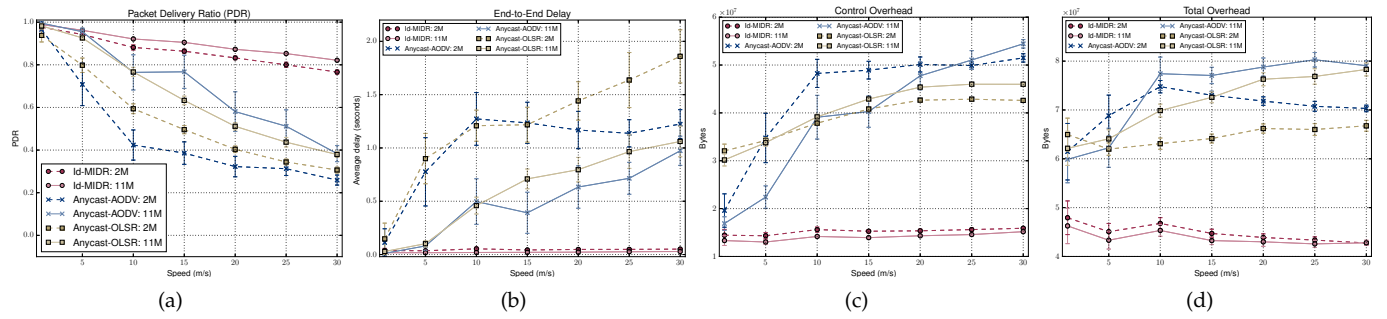 Packet Delivery Ratio (PDR)
1.0
0.8
0.6
0.4
0.2
0.0
PDR
Id-MIDR: 2M
Id-MIDR: 11M
Anycast-AODV: 2M
Anycast-AODV: 11M
Anycast-OLSR: 2M
Anycast-OLSR: 11M
5 10 15 20 25 30
Speed (m/s)
(a)
End-to-End Delay
Id-MIDR: 2M
Id-MIDR: 11M
Anycast-AODV: 2M
Anycast-AODV: 11M
Anycast-OLSR: 2M
Anycast-OLSR: 11M
2.0
1.5
1.0
0.5
0.0
Average delay (seconds)
5 10 15 20 25 30
Speed (m/s)
(b)
Control Overhead
6 ×10⁷
5
4
3
2
1
Bytes
Id-MIDR: 2M
Id-MIDR: 11M
Anycast-AODV: 2M
Anycast-AODV: 11M
Anycast-OLSR: 2M
Anycast-OLSR: 11M
5 10 15 20 25 30
Speed (m/s)
(c)
Total Overhead
9 ×10⁷
8
7
6
5
4
Bytes
Id-MIDR: 2M
Id-MIDR: 11M
Anycast-AODV: 2M
Anycast-AODV: 11M
Anycast-OLSR: 2M
Anycast-OLSR: 11M
5 10 15 20 25 30
Speed (m/s)
(d)